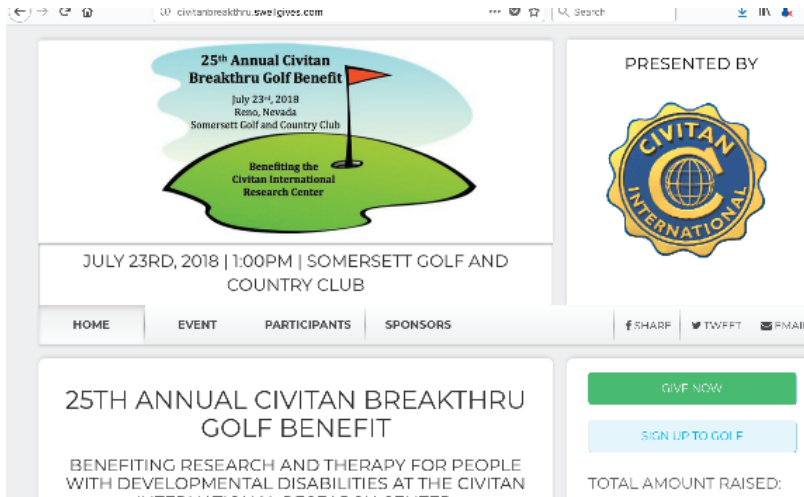 civitanbreakthru.swellgives.com
Search
25th Annual Civitan
Breakthru Golf Benefit
July 23rd, 2018
Reno, Nevada
Somersett Golf and Country Club
Benefiting the
Civitan International
Research Center
PRESENTED BY
CIVITAN
C
INTERNATIONAL
JULY 23RD, 2018 | 1:00PM | SOMERSETT GOLF AND
COUNTRY CLUB
HOME EVENT PARTICIPANTS SPONSORS SHARE TWEET EMAIL
25TH ANNUAL CIVITAN BREAKTHRU
GOLF BENEFIT
BENEFITING RESEARCH AND THERAPY FOR PEOPLE
WITH DEVELOPMENTAL DISABILITIES AT THE CIVITAN
INTERNATIONAL RESEARCH CENTER
GIVE NOW
SIGN UP TO GOLF
TOTAL AMOUNT RAISED: